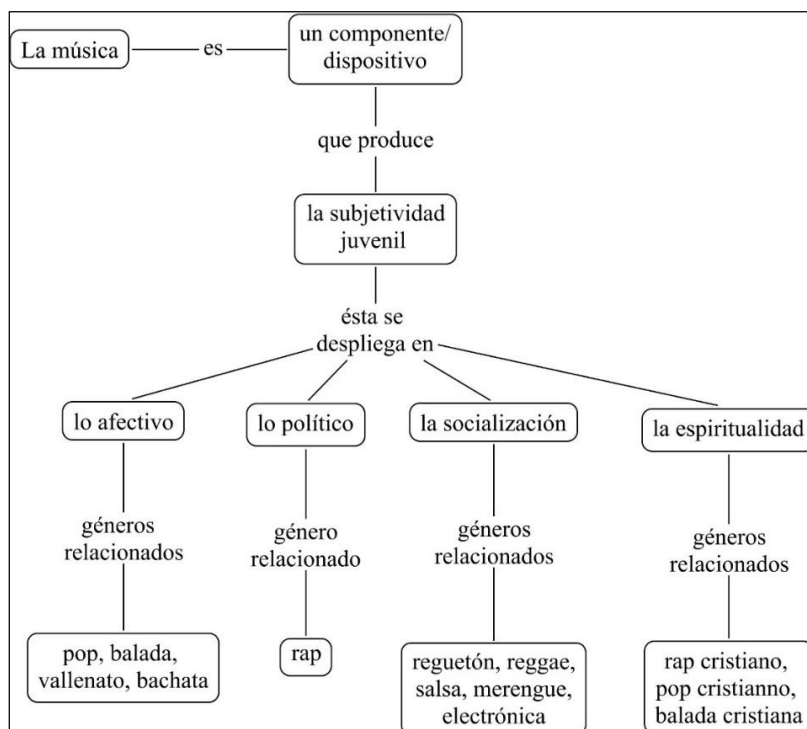 La música
es
un componente/
dispositivo
que produce
la subjetividad
juvenil
ésta se
despliega en
lo afectivo
lo político
la socialización
la espiritualidad
géneros
relacionados
género
relacionado
géneros
relacionados
géneros
relacionados
pop, balada,
vallenato, bachata
rap
reguetón, reggae,
salsa, merengue,
electrónica
rap cristiano,
pop cristianno,
balada cristiana